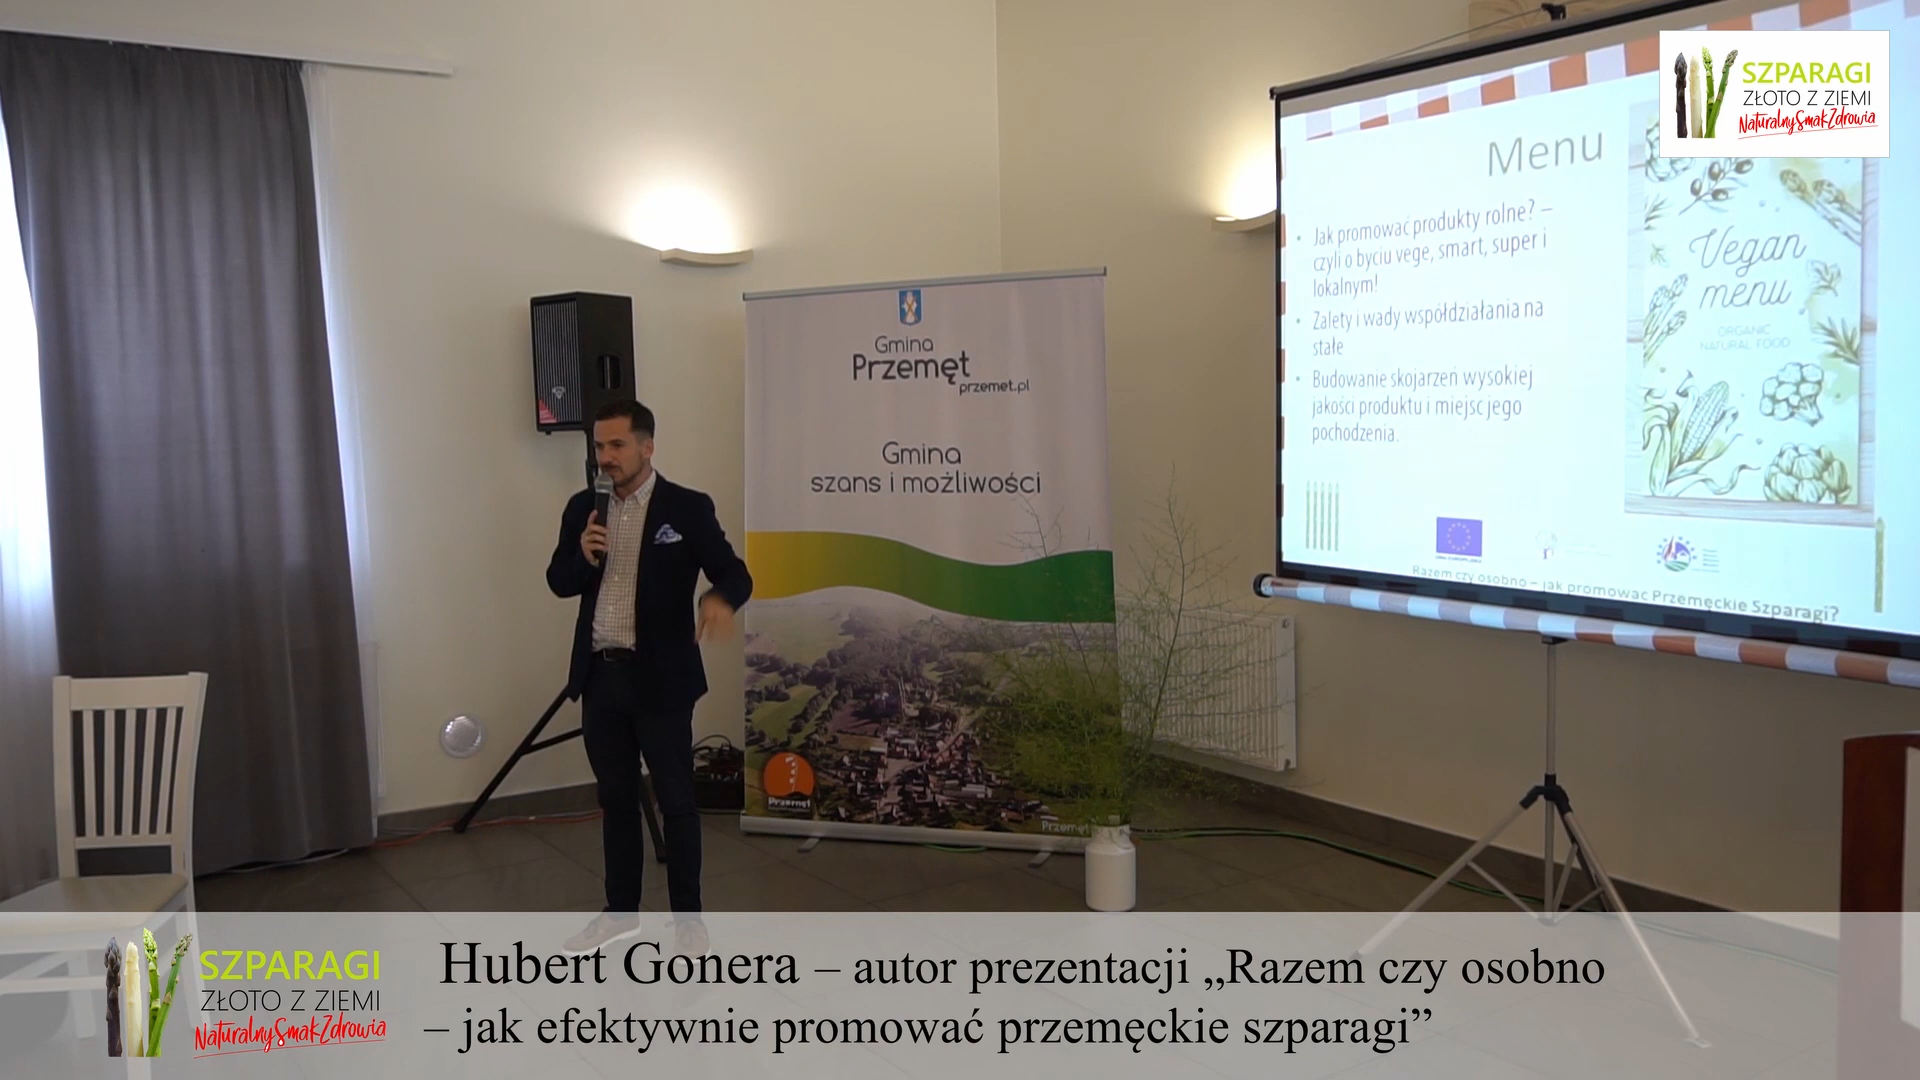 SZPARAGI
ZŁOTO Z ZIEMI
NaturalnySmakZdrowia
Menu
• Jak promować produkty rolne? –
czyli o byciu vege, smart, super i
lokalnym!
• Zalety i wady współdziałania na
stałe
• Budowanie skojarzeń wysokiej
jakości produktu i miejsc jego
pochodzenia.
Vegan
menu
ORGANIC
NATURAL FOOD
Razem czy osobno – jak promować Przemęckie Szparagi?
Gmina
Przemęt
przemet.pl
Gmina
szans i możliwości
Przemęt
Przemęt
SZPARAGI
ZŁOTO Z ZIEMI
NaturalnySmakZdrowia
Hubert Gonera – autor prezentacji „Razem czy osobno
– jak efektywnie promować przemęckie szparagi”